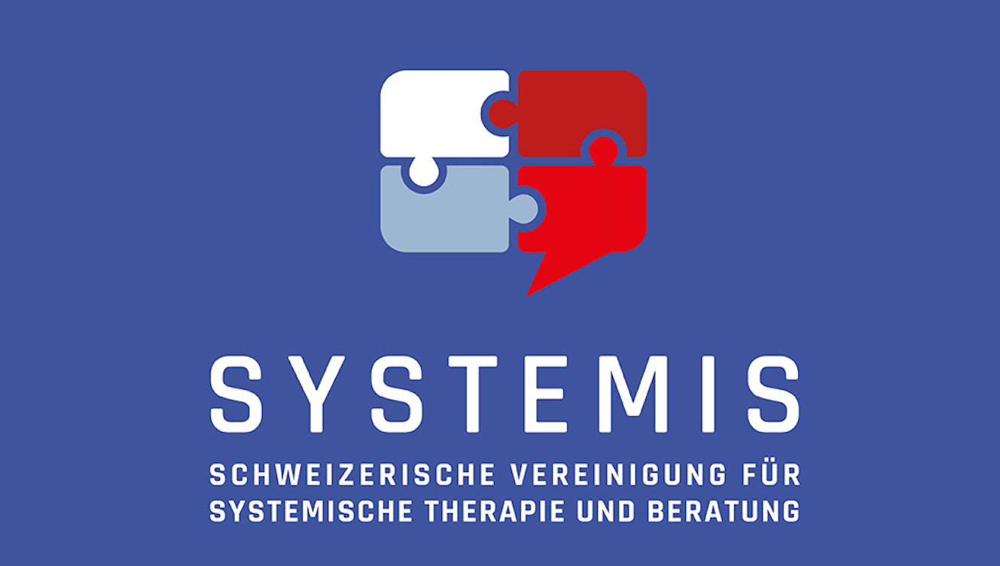 SYSTEMIS
SCHWEIZERISCHE VEREINIGUNG FÜR
SYSTEMISCHE THERAPIE UND BERATUNG